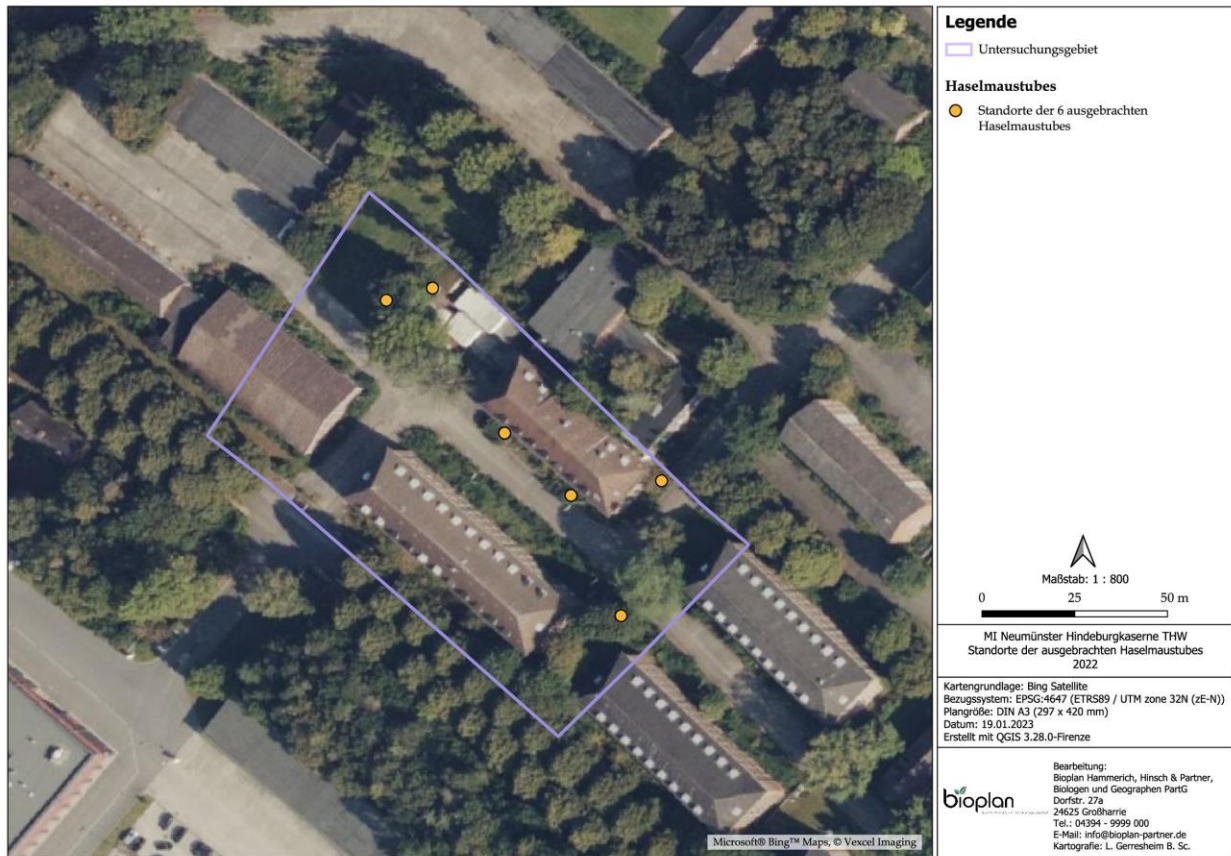 Legende
Untersuchungsgebiet
Haselmaustubes
Standorte der 6 ausgebrachten
Haselmaustubes
Maßstab: 1 : 800
0 25 50 m
MI Neumünster Hindeburgkaserne THW
Standorte der ausgebrachten Haselmaustubes
2022
Kartengrundlage: Bing Satellite
Bezugssystem: EPSG:4647 (ETRS89 / UTM zone 32N (zE-N))
Plangröße: DIN A3 (297 x 420 mm)
Datum: 19.01.2023
Erstellt mit QGIS 3.28.0-Firenze
bioplan
Bearbeitung:
Bioplan Hammerich, Hinsch & Partner,
Biologen und Geographen PartG
Dorfstr. 27a
24625 Großharrie
Tel.: 04394 - 9999 000
E-Mail: info@bioplan-partner.de
Kartografie: L. Gerresheim B. Sc.
Microsoft® Bing™ Maps, © Vexcel Imaging